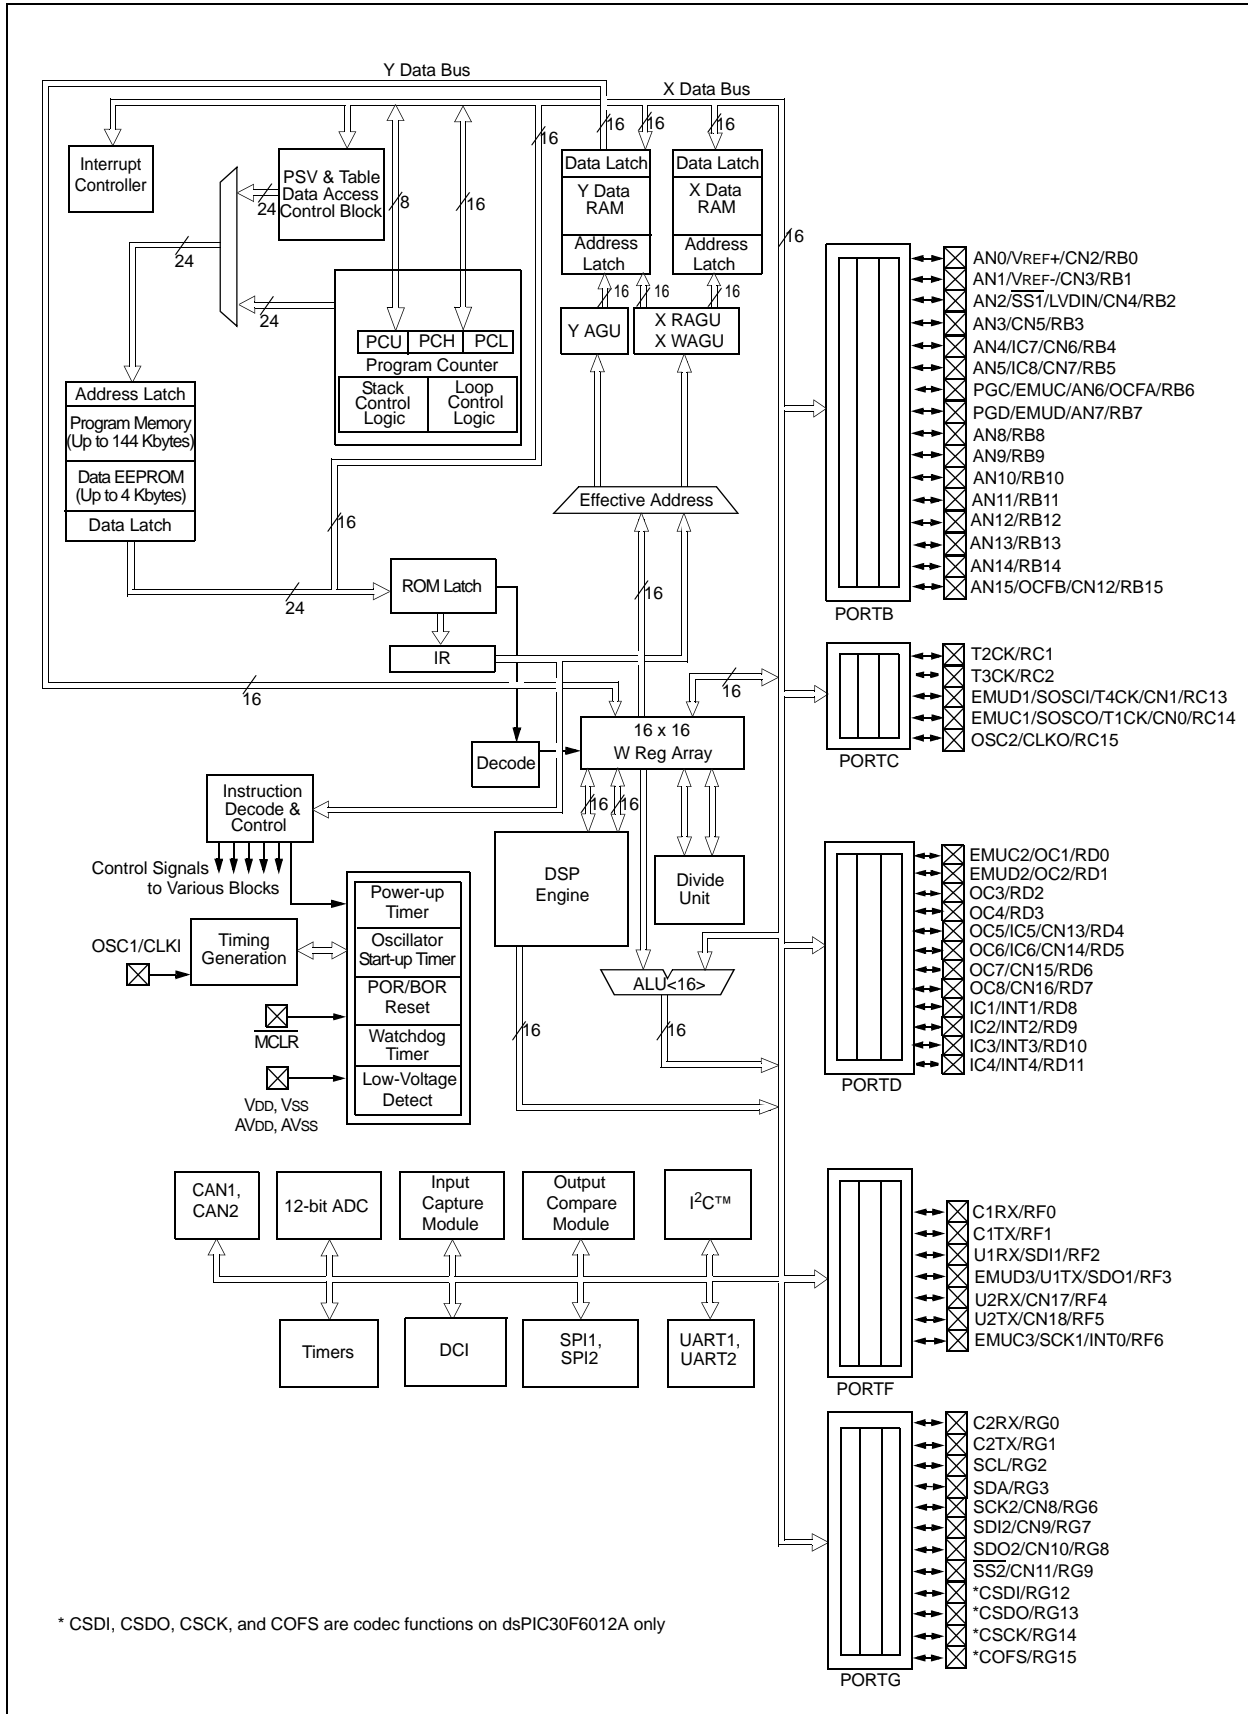 Y Data Bus
X Data Bus
16
16
16
16
Interrupt
Controller
PSV & Table
Data Access
Control Block
24
8
16
24
24
Data Latch
Y Data
RAM
Address
Latch
Data Latch
X Data
RAM
Address
Latch
16
16
16
16
Y AGU
X RAGU
X WAGU
PCU
PCH
PCL
Program Counter
Stack
Control
Logic
Loop
Control
Logic
Address Latch
Program Memory
(Up to 144 Kbytes)
Data EEPROM
(Up to 4 Kbytes)
Data Latch
Effective Address
16
24
ROM Latch
16
IR
16
16
16 x 16
W Reg Array
Decode
Instruction
Decode &
Control
16
16
Control Signals
to Various Blocks
DSP
Engine
Divide
Unit
Power-up
Timer
Oscillator
Start-up Timer
POR/BOR
Reset
Watchdog
Timer
Low-Voltage
Detect
OSC1/CLKI
Timing
Generation
MCLR
VDD, VSS
AVDD, AVSS
ALU<16>
16
16
CAN1,
CAN2
12-bit ADC
Input
Capture
Module
Output
Compare
Module
I2C™
Timers
DCI
SPI1,
SPI2
UART1,
UART2
AN0/VREF+/CN2/RB0
AN1/VREF-/CN3/RB1
AN2/SS1/LVDIN/CN4/RB2
AN3/CN5/RB3
AN4/IC7/CN6/RB4
AN5/IC8/CN7/RB5
PGC/EMUC/AN6/OCFA/RB6
PGD/EMUD/AN7/RB7
AN8/RB8
AN9/RB9
AN10/RB10
AN11/RB11
AN12/RB12
AN13/RB13
AN14/RB14
AN15/OCFB/CN12/RB15
PORTB
T2CK/RC1
T3CK/RC2
EMUD1/SOSCI/T4CK/CN1/RC13
EMUC1/SOSCO/T1CK/CN0/RC14
OSC2/CLKO/RC15
PORTC
EMUC2/OC1/RD0
EMUD2/OC2/RD1
OC3/RD2
OC4/RD3
OC5/IC5/CN13/RD4
OC6/IC6/CN14/RD5
OC7/CN15/RD6
OC8/CN16/RD7
IC1/INT1/RD8
IC2/INT2/RD9
IC3/INT3/RD10
IC4/INT4/RD11
PORTD
C1RX/RF0
C1TX/RF1
U1RX/SDI1/RF2
EMUD3/U1TX/SDO1/RF3
U2RX/CN17/RF4
U2TX/CN18/RF5
EMUC3/SCK1/INT0/RF6
PORTF
C2RX/RG0
C2TX/RG1
SCL/RG2
SDA/RG3
SCK2/CN8/RG6
SDI2/CN9/RG7
SDO2/CN10/RG8
SS2/CN11/RG9
*CSDI/RG12
*CSDO/RG13
*CSCK/RG14
*COFS/RG15
PORTG
* CSDI, CSDO, CSCK, and COFS are codec functions on dsPIC30F6012A only